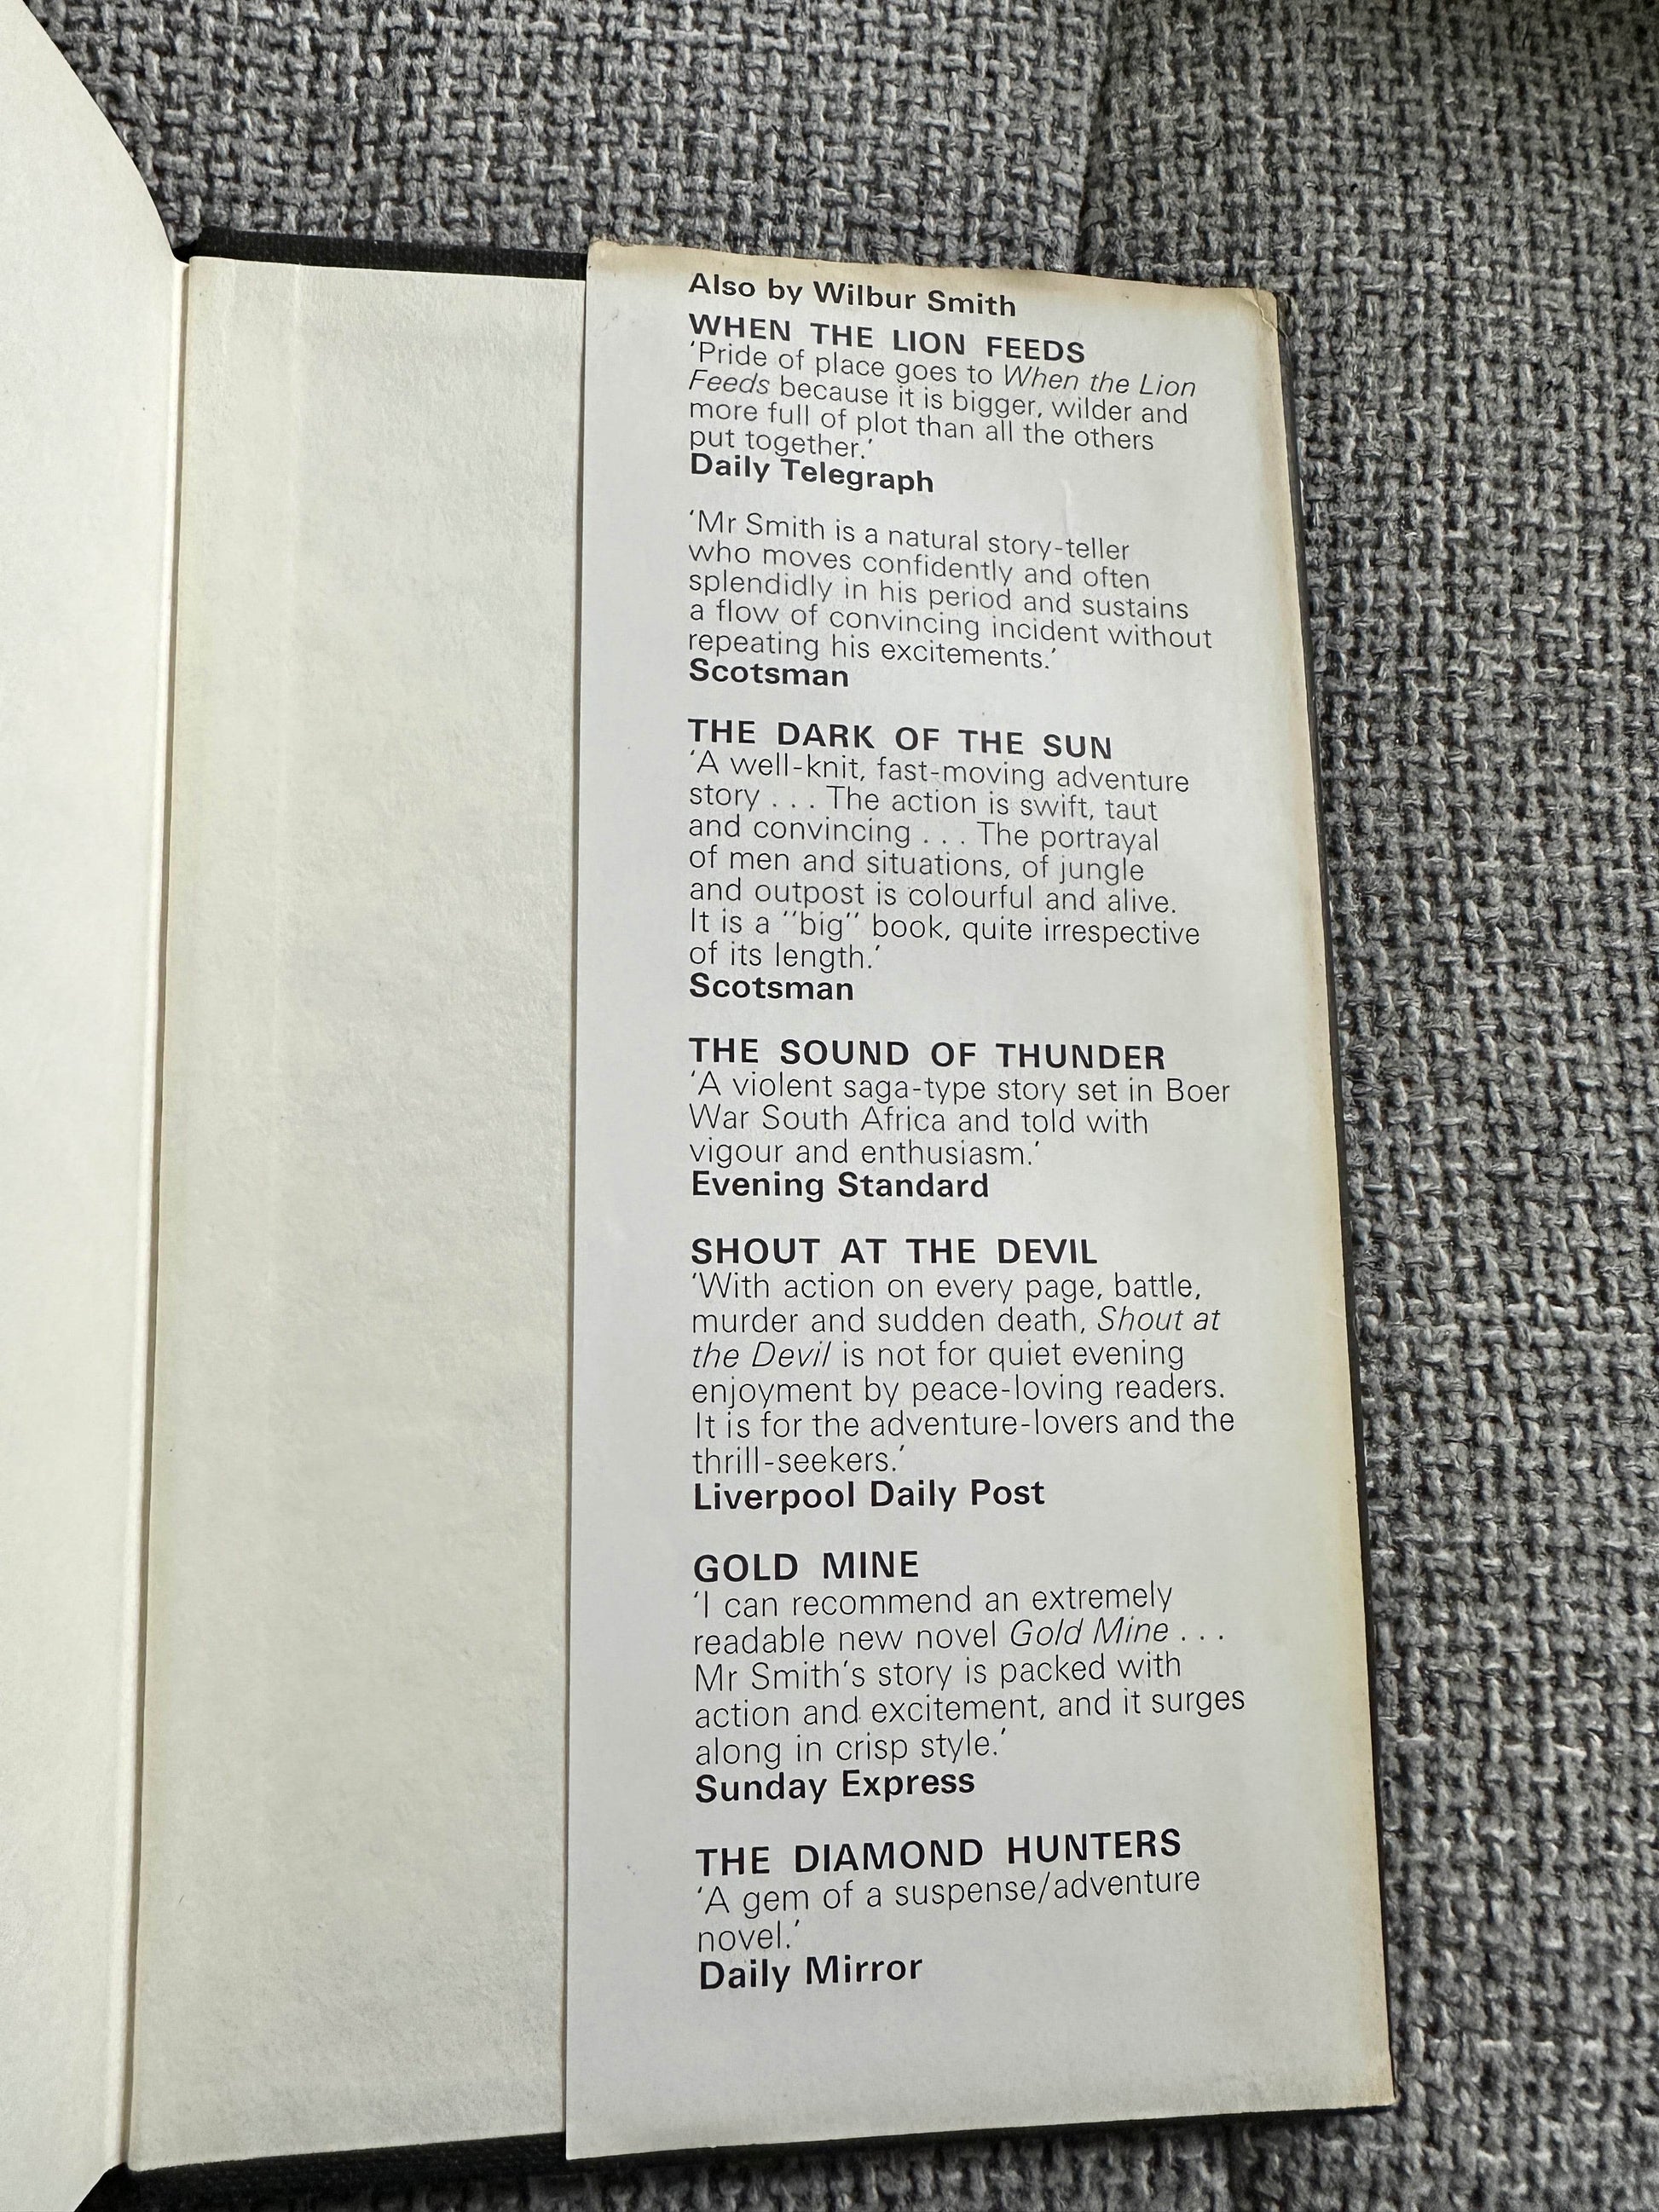 Also by Wilbur Smith
WHEN THE LION FEEDS
‘Pride of place goes to When the Lion
Feeds because it is bigger, wilder and
more full of plot than all the others
put together.’
Daily Telegraph
‘Mr Smith is a natural story-teller
who moves confidently and often
splendidly in his period and sustains
a flow of convincing incident without
repeating his excitements.’
Scotsman
THE DARK OF THE SUN
‘A well-knit, fast-moving adventure
story . . . The action is swift, taut
and convincing . . . The portrayal
of men and situations, of jungle
and outpost is colourful and alive.
It is a “big” book, quite irrespective
of its length.’
Scotsman
THE SOUND OF THUNDER
‘A violent saga-type story set in Boer
War South Africa and told with
vigour and enthusiasm.’
Evening Standard
SHOUT AT THE DEVIL
‘With action on every page, battle,
murder and sudden death, Shout at
the Devil is not for quiet evening
enjoyment by peace-loving readers.
It is for the adventure-lovers and the
thrill-seekers.’
Liverpool Daily Post
GOLD MINE
‘I can recommend an extremely
readable new novel Gold Mine . . .
Mr Smith’s story is packed with
action and excitement, and it surges
along in crisp style.’
Sunday Express
THE DIAMOND HUNTERS
‘A gem of a suspense/adventure
novel.’
Daily Mirror